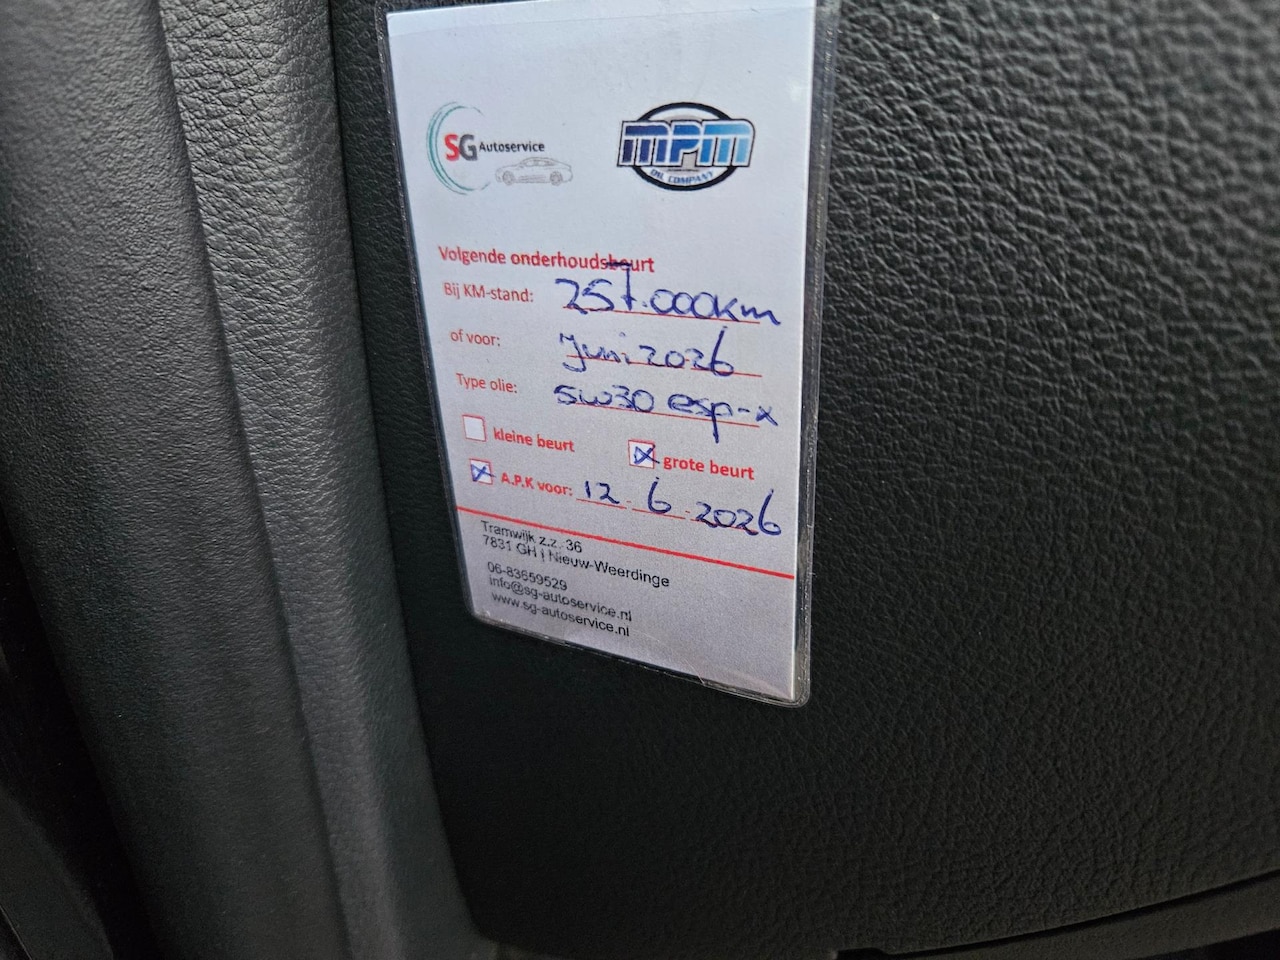 SG Autoservice
MPM
OIL COMPANY
Volgende onderhoudsbeurt
Bij KM-stand: 257.000km
of voor: Juni 2026
Type olie: 5w30 esp-x
kleine beurt
grote beurt
A.P.K voor: 12.6.2026
Tramwijk z.z. 36
7831 GH | Nieuw-Weerdinge
06-83659529
info@sg-autoservice.nl
www.sg-autoservice.nl